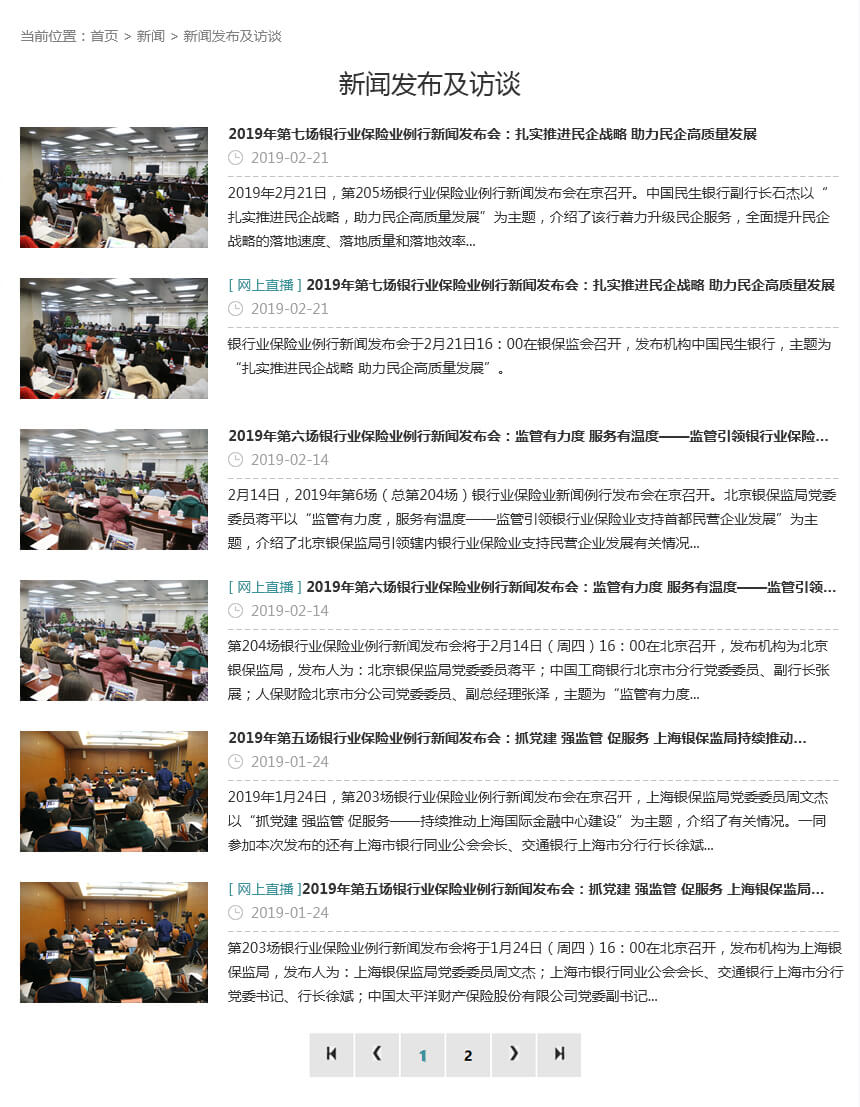 当前位置：首页 > 新闻 > 新闻发布及访谈
新闻发布及访谈
2019年第七场银行业保险业例行新闻发布会：扎实推进民企战略 助力民企高质量发展
2019-02-21
2019年2月21日，第205场银行业保险业例行新闻发布会在京召开。中国民生银行副行长石杰以“
扎实推进民企战略，助力民企高质量发展”为主题，介绍了该行着力升级民企服务，全面提升民企
战略的落地速度、落地质量和落地效率...
[ 网上直播 ] 2019年第七场银行业保险业例行新闻发布会：扎实推进民企战略 助力民企高质量发展
2019-02-21
银行业保险业例行新闻发布会于2月21日16：00在银保监会召开，发布机构中国民生银行，主题为
“扎实推进民企战略 助力民企高质量发展”。
2019年第六场银行业保险业例行新闻发布会：监管有力度 服务有温度——监管引领银行业保险...
2019-02-14
2月14日，2019年第6场（总第204场）银行业保险业新闻例行发布会在京召开。北京银保监局党委
委员蒋平以“监管有力度，服务有温度——监管引领银行业保险业支持首都民营企业发展”为主
题，介绍了北京银保监局引领辖内银行业保险业支持民营企业发展有关情况...
[ 网上直播 ] 2019年第六场银行业保险业例行新闻发布会：监管有力度 服务有温度——监管引领...
2019-02-14
第204场银行业保险业例行新闻发布会将于2月14日（周四）16：00在北京召开，发布机构为北京
银保监局，发布人为：北京银保监局党委委员蒋平；中国工商银行北京市分行党委委员、副行长张
展；人保财险北京市分公司党委委员、副总经理张泽，主题为“监管有力度...
2019年第五场银行业保险业例行新闻发布会：抓党建 强监管 促服务 上海银保监局持续推动...
2019-01-24
2019年1月24日，第203场银行业保险业例行新闻发布会在京召开，上海银保监局党委委员周文杰
以“抓党建 强监管 促服务——持续推动上海国际金融中心建设”为主题，介绍了有关情况。一同
参加本次发布的还有上海市银行同业公会会长、交通银行上海市分行行长徐斌...
[ 网上直播 ]2019年第五场银行业保险业例行新闻发布会：抓党建 强监管 促服务 上海银保监局...
2019-01-24
第203场银行业保险业例行新闻发布会将于1月24日（周四）16：00在北京召开，发布机构为上海银
保监局，发布人为：上海银保监局党委委员周文杰；上海市银行同业公会会长、交通银行上海市分行
党委书记、行长徐斌；中国太平洋财产保险股份有限公司党委副书记...
1 2